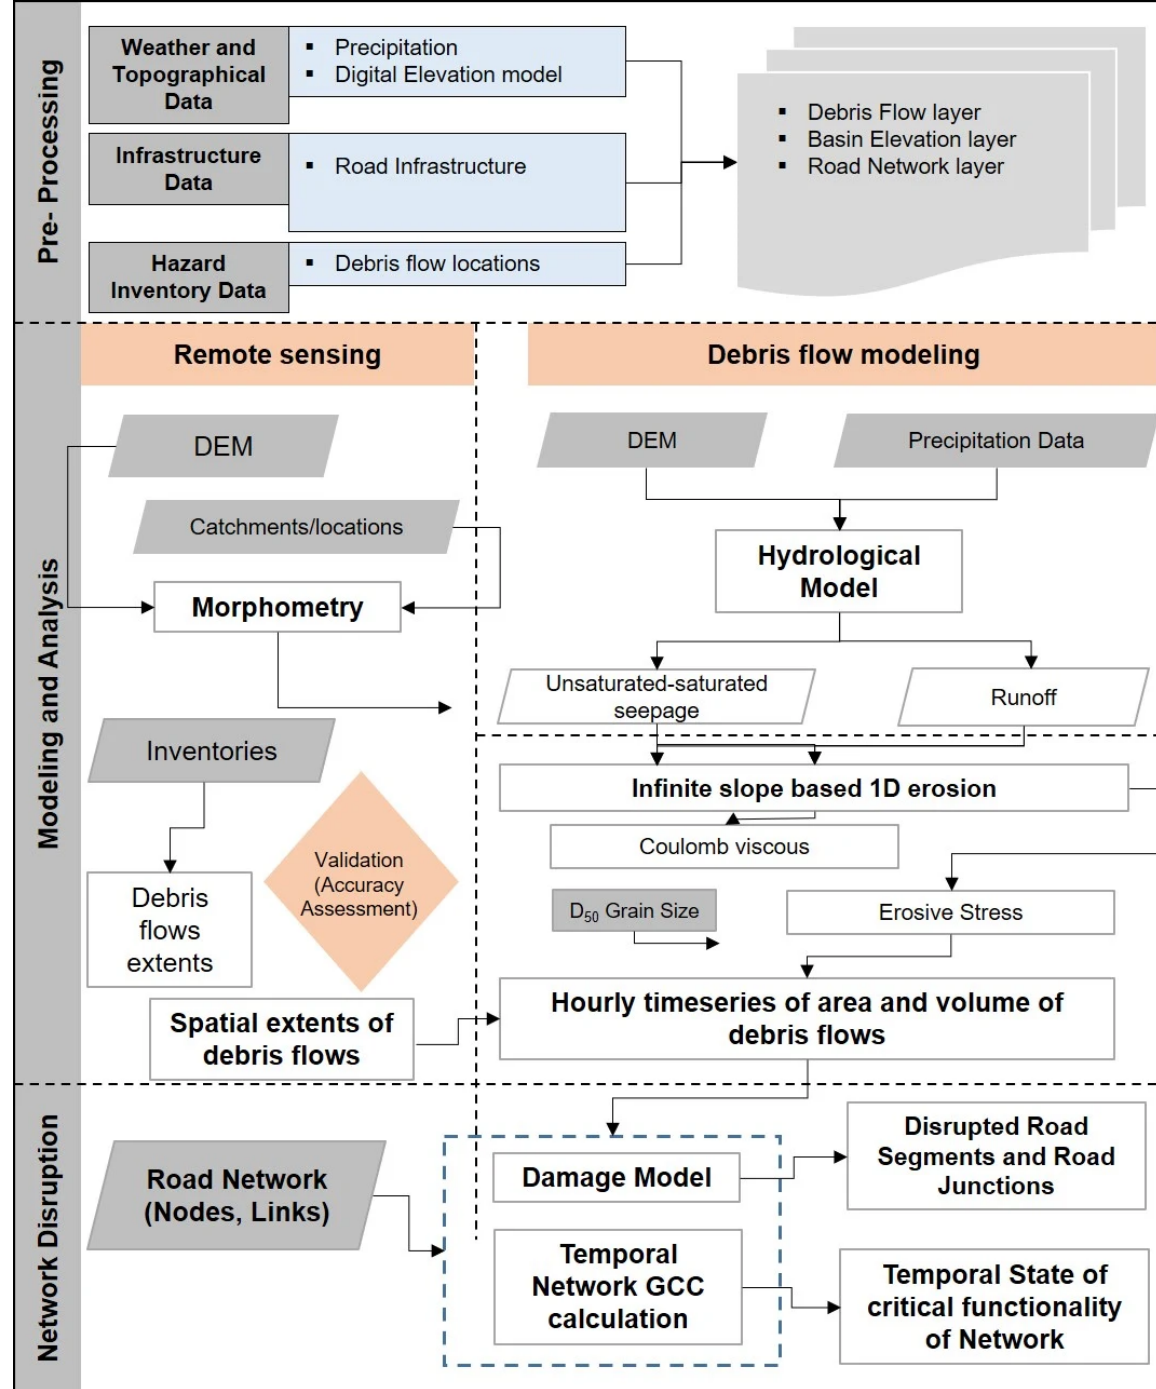 Pre- Processing
Weather and
Topographical
Data
▪ Precipitation
▪ Digital Elevation model
Infrastructure
Data
▪ Road Infrastructure
Hazard
Inventory Data
▪ Debris flow locations
▪ Debris Flow layer
▪ Basin Elevation layer
▪ Road Network layer
Modeling and Analysis
Remote sensing
DEM
Catchments/locations
Morphometry
Inventories
Debris
flows
extents
Validation
(Accuracy
Assessment)
Spatial extents of
debris flows
Debris flow modeling
DEM
Precipitation Data
Hydrological
Model
Unsaturated-saturated
seepage
Runoff
Infinite slope based 1D erosion
Coulomb viscous
D50 Grain Size
Erosive Stress
Hourly timeseries of area and volume of
debris flows
Network Disruption
Road Network
(Nodes, Links)
Damage Model
Temporal
Network GCC
calculation
Disrupted Road
Segments and Road
Junctions
Temporal State of
critical functionality
of Network